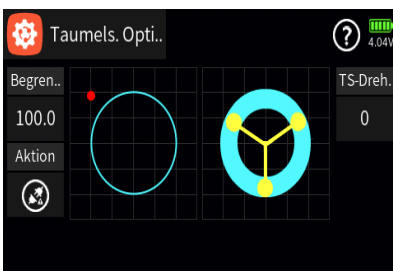 Taumels. Opti..
?
4.04V
Begren..
100.0
Aktion
TS-Dreh.
0